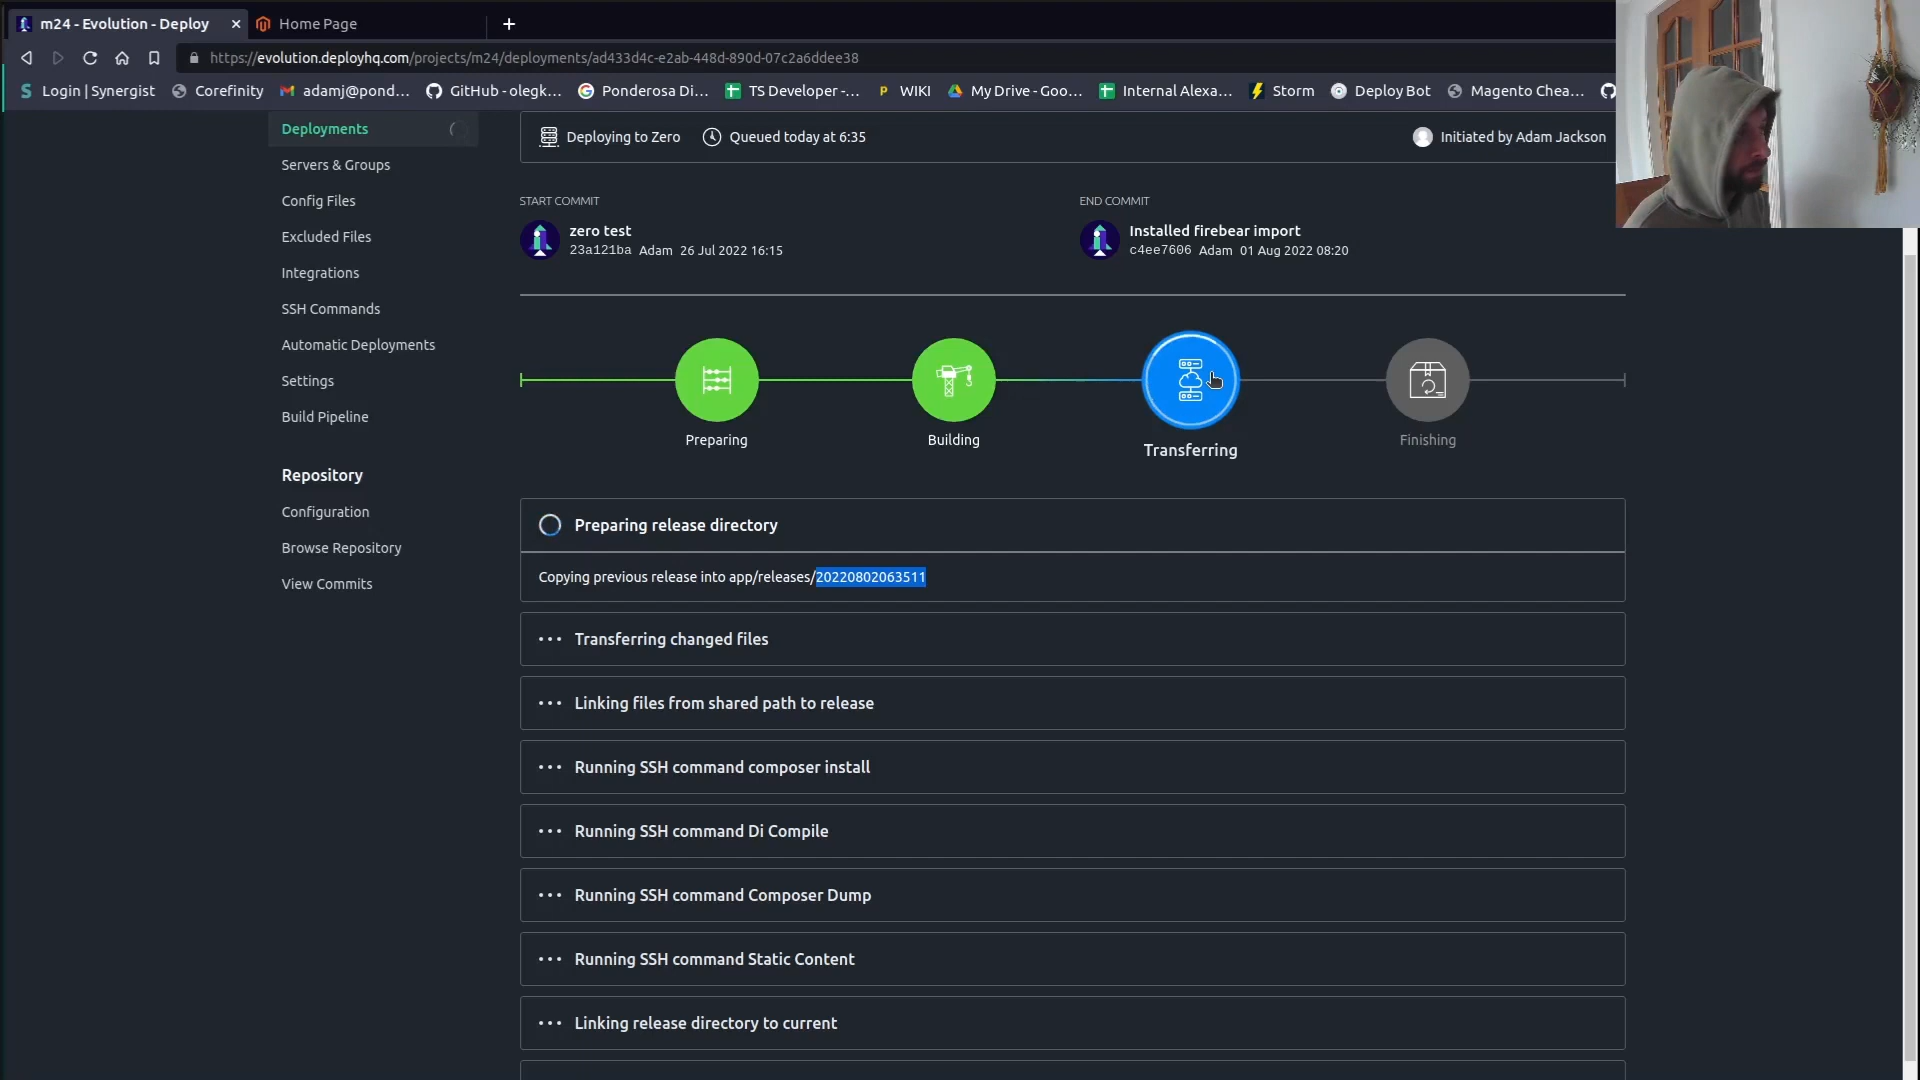 m24 - Evolution - Deploy
Home Page
https://evolution.deployhq.com/projects/m24/deployments/ad433d4c-e2ab-448d-890d-07c2a6ddee38
Login | Synergist
Corefinity
adamj@pond...
GitHub - olegk...
Ponderosa Di...
TS Developer -...
WIKI
My Drive - Goo...
Internal Alexa...
Storm
Deploy Bot
Magento Chea...
Deployments
Servers & Groups
Config Files
Excluded Files
Integrations
SSH Commands
Automatic Deployments
Settings
Build Pipeline
Repository
Configuration
Browse Repository
View Commits
Deploying to Zero
Queued today at 6:35
Initiated by Adam Jackson
START COMMIT
zero test
23a121ba Adam 26 Jul 2022 16:15
END COMMIT
Installed firebear import
c4ee7606 Adam 01 Aug 2022 08:20
Preparing
Building
Transferring
Finishing
Preparing release directory
Copying previous release into app/releases/20220802063511
Transferring changed files
Linking files from shared path to release
Running SSH command composer install
Running SSH command Di Compile
Running SSH command Composer Dump
Running SSH command Static Content
Linking release directory to current